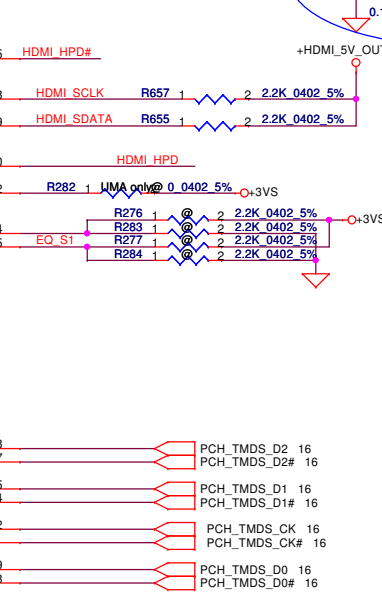 0.
+HDMI_5V_OU
HDMI_HPD#
HDMI_SCLK R657 1 2 2.2K_0402_5%
HDMI_SDATA R655 1 2 2.2K_0402_5%
HDMI_HPD
R282 1 UMA only@ 0_0402_5% +3VS
R276 1 @ 2 2.2K_0402_5% +3VS
R283 1 @ 2 2.2K_0402_5%
EQ_S1 R277 1 @ 2 2.2K_0402_5%
R284 1 @ 2 2.2K_0402_5%
PCH_TMDS_D2 16
PCH_TMDS_D2# 16
PCH_TMDS_D1 16
PCH_TMDS_D1# 16
PCH_TMDS_CK 16
PCH_TMDS_CK# 16
PCH_TMDS_D0 16
PCH_TMDS_D0# 16